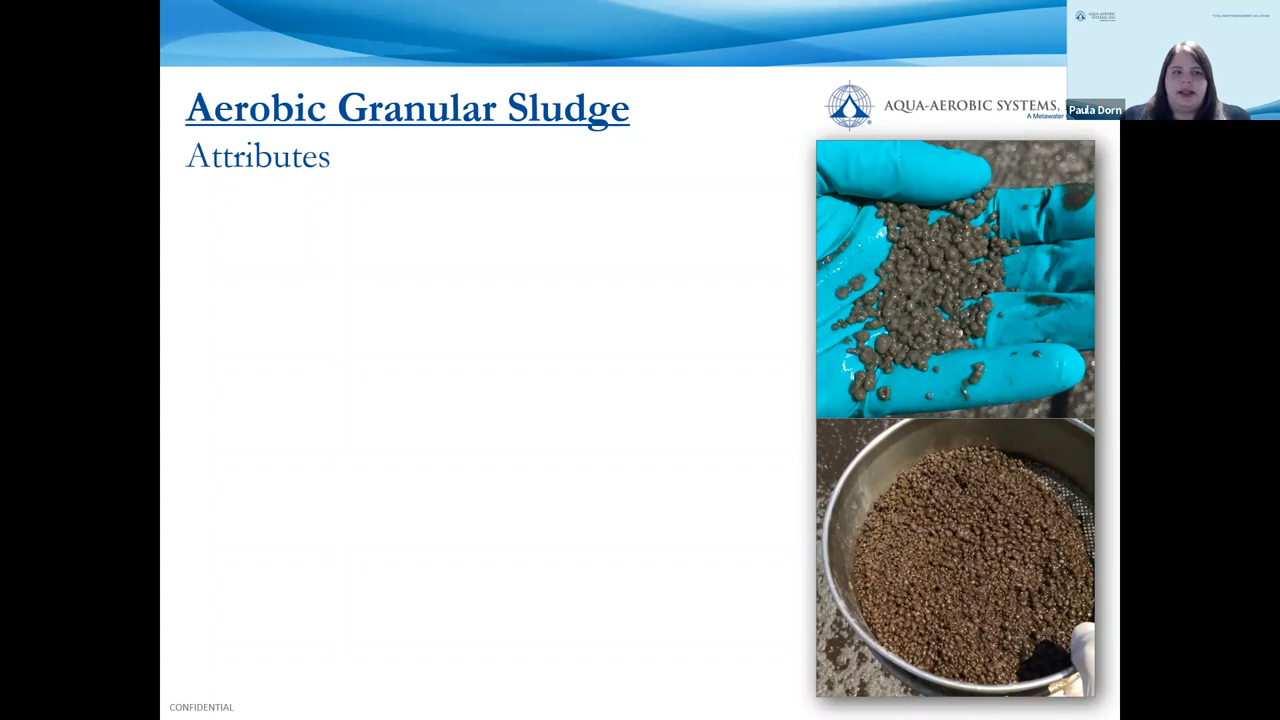 Aerobic Granular Sludge
Attributes
AQUA-AEROBIC SYSTEMS,
A Metawater
Paula Dorn
CONFIDENTIAL